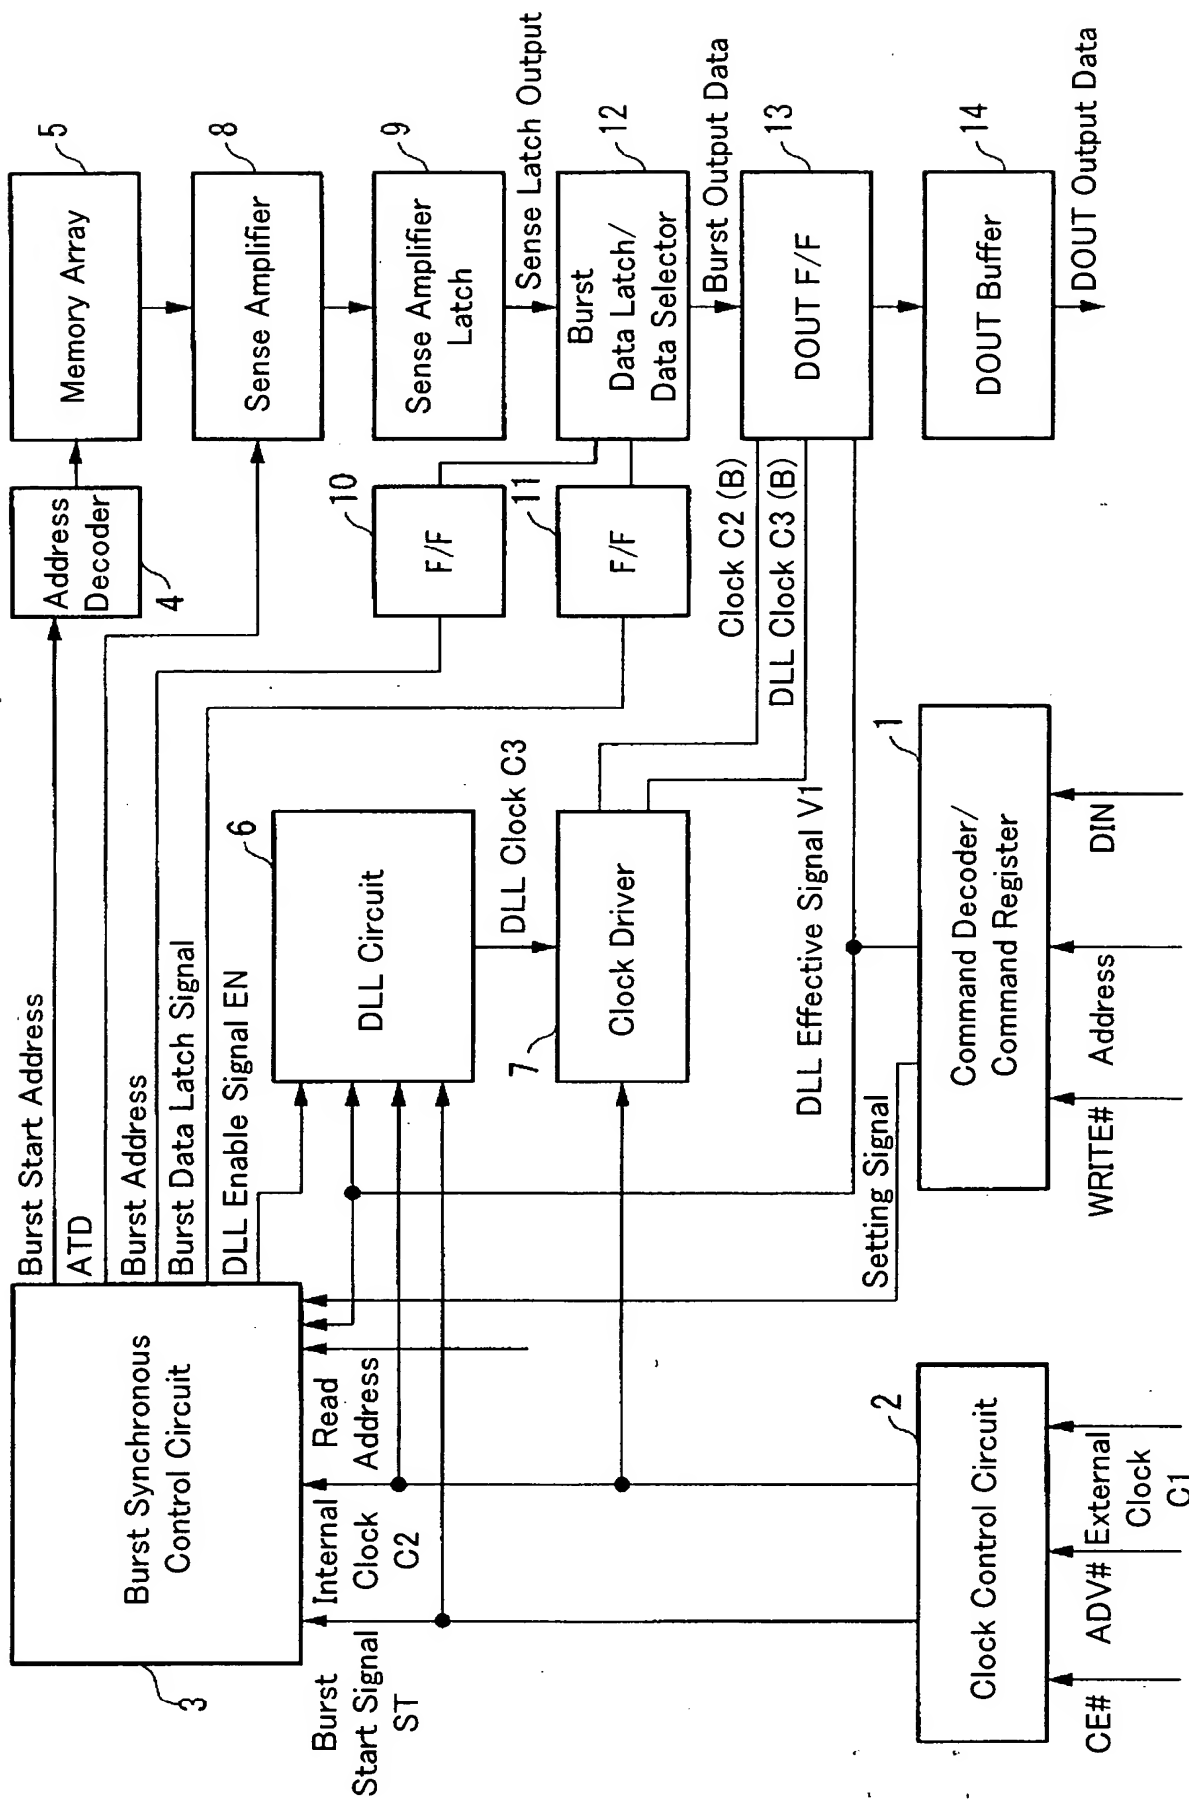 Burst Synchronous
Control Circuit
3
Burst Start Address
ATD
Burst Address
Burst Data Latch Signal
DLL Enable Signal EN
Address
Decoder
4
Memory Array
5
Sense Amplifier
8
Sense Amplifier
Latch
9
Sense Latch Output
F/F
10
F/F
11
Burst
Data Latch/
Data Selector
12
Burst Output Data
DOUT F/F
13
DOUT Buffer
14
DOUT Output Data
DLL Circuit
6
DLL Clock C3
Clock Driver
7
Clock C2 (B)
DLL Clock C3 (B)
DLL Effective Signal V1
Setting Signal
Read
Address
Internal
Clock
C2
Burst
Start Signal
ST
Clock Control Circuit
2
CE#
ADV#
External
Clock
C1
Command Decoder/
Command Register
1
WRITE#
Address
DIN